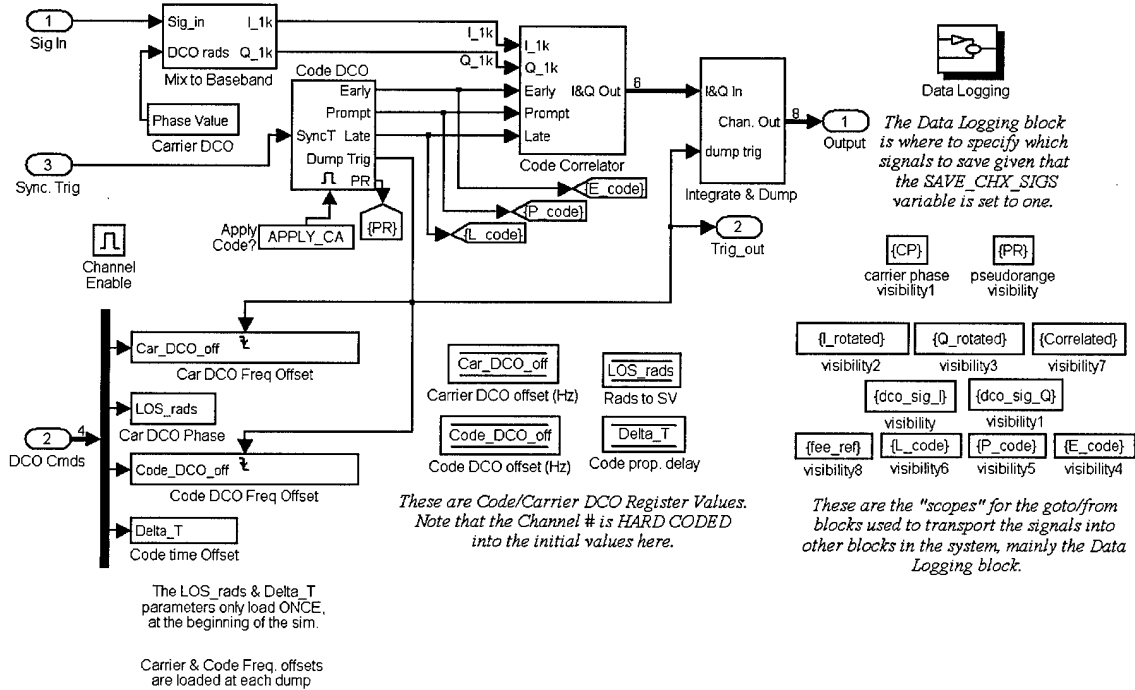 1
Sig In
Sig_in
I_1k
DCO rads
Q_1k
Mix to Baseband
Phase Value
Carrier DCO
3
Sync. Trig
Code DCO
Early
Prompt
SyncT
Late
Dump Trig
PR
Apply
Code?
APPLY_CA
{PR}
I_1k
Q_1k
I_1k
Q_1k
Early
I&Q Out
Prompt
Late
Code Correlator
6
{E_code}
{P_code}
{L_code}
I&Q In
Chan. Out
dump trig
Integrate & Dump
8
1
Output
2
Trig_out
Data Logging
The Data Logging block
is where to specify which
signals to save given that
the SAVE_CHX_SIGS
variable is set to one.
Channel
Enable
2
DCO Cmds
4
Car_DCO_off
Car DCO Freq Offset
LOS_rads
Car DCO Phase
Code_DCO_off
Code DCO Freq Offset
Delta_T
Code time Offset
The LOS_rads & Delta_T
parameters only load ONCE,
at the beginning of the sim.
Carrier & Code Freq. offsets
are loaded at each dump
Car_DCO_off
Carrier DCO offset (Hz)
LOS_rads
Rads to SV
Code_DCO_off
Code DCO offset (Hz)
Delta_T
Code prop. delay
These are Code/Carrier DCO Register Values.
Note that the Channel # is HARD CODED
into the initial values here.
{CP}
carrier phase
visibility1
{PR}
pseudorange
visibility
{I_rotated}
visibility2
{Q_rotated}
visibility3
{Correlated}
visibility7
{dco_sig_I}
visibility
{dco_sig_Q}
visibility1
{fee_ref}
visibility8
{L_code}
visibility6
{P_code}
visibility5
{E_code}
visibility4
These are the "scopes" for the goto/from
blocks used to transport the signals into
other blocks in the system, mainly the Data
Logging block.